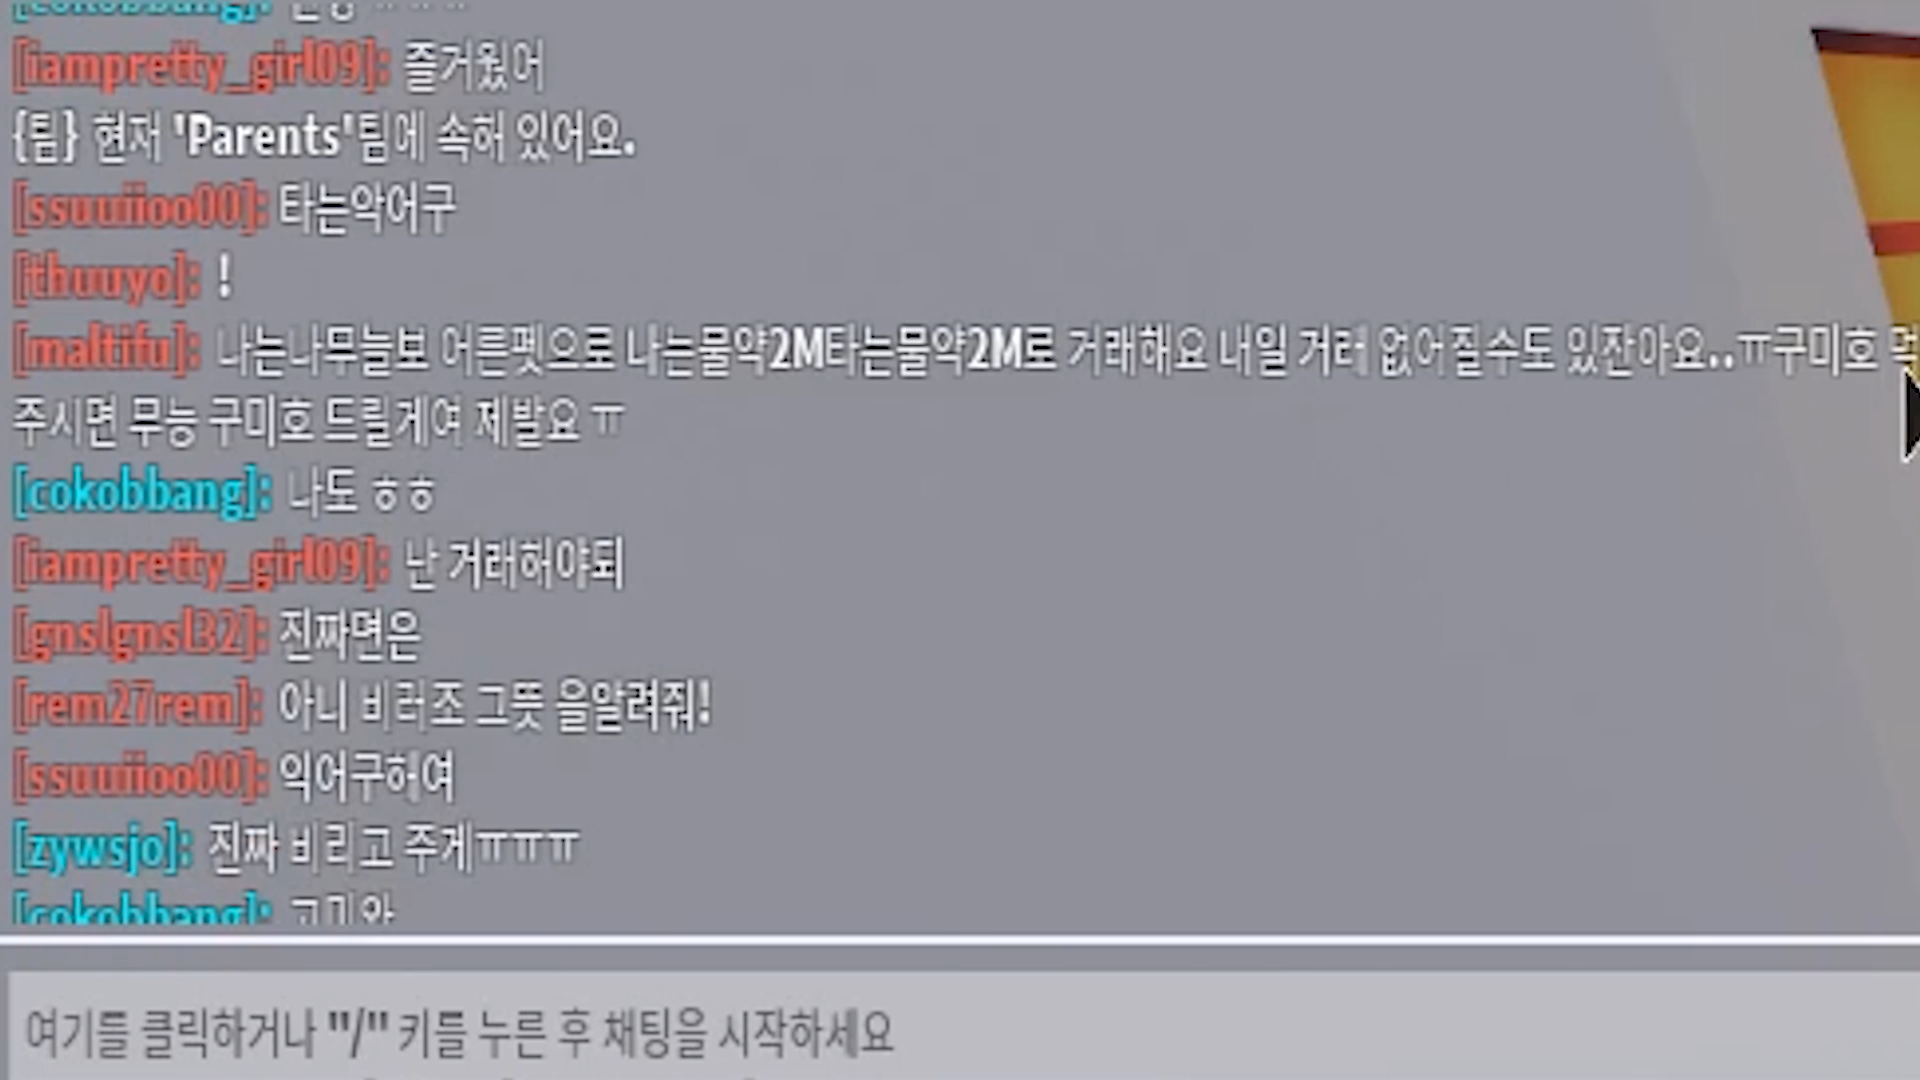 [cokobbang]:
[iampretty_girl09]: 즐거웠어
{팀} 현재 'Parents'팀에 속해 있어요.
[ssuuiioo00]: 타는악어구
[thuuyo]: !
[maltifu]: 나는나무늘보 어른펫으로 나는물약2M타는물약2M로 거래해요 내일 거래 없어질수도 있잔아요..ㅠ구미호
주시면 무능 구미호 드릴게여 제발요 ㅠ
[cokobbang]: 나도 ㅎㅎ
[iampretty_girl09]: 난 거래해야되
[gnslgnsl32]: 진짜면은
[rem27rem]: 아니 비러조 그뜻 을알려줘!
[ssuuiioo00]: 익어구해여
[zywsjo]: 진짜 비리고 주게ㅠㅠㅠ
[cokobbang]: 고미와
여기를 클릭하거나 "/" 키를 누른 후 채팅을 시작하세요